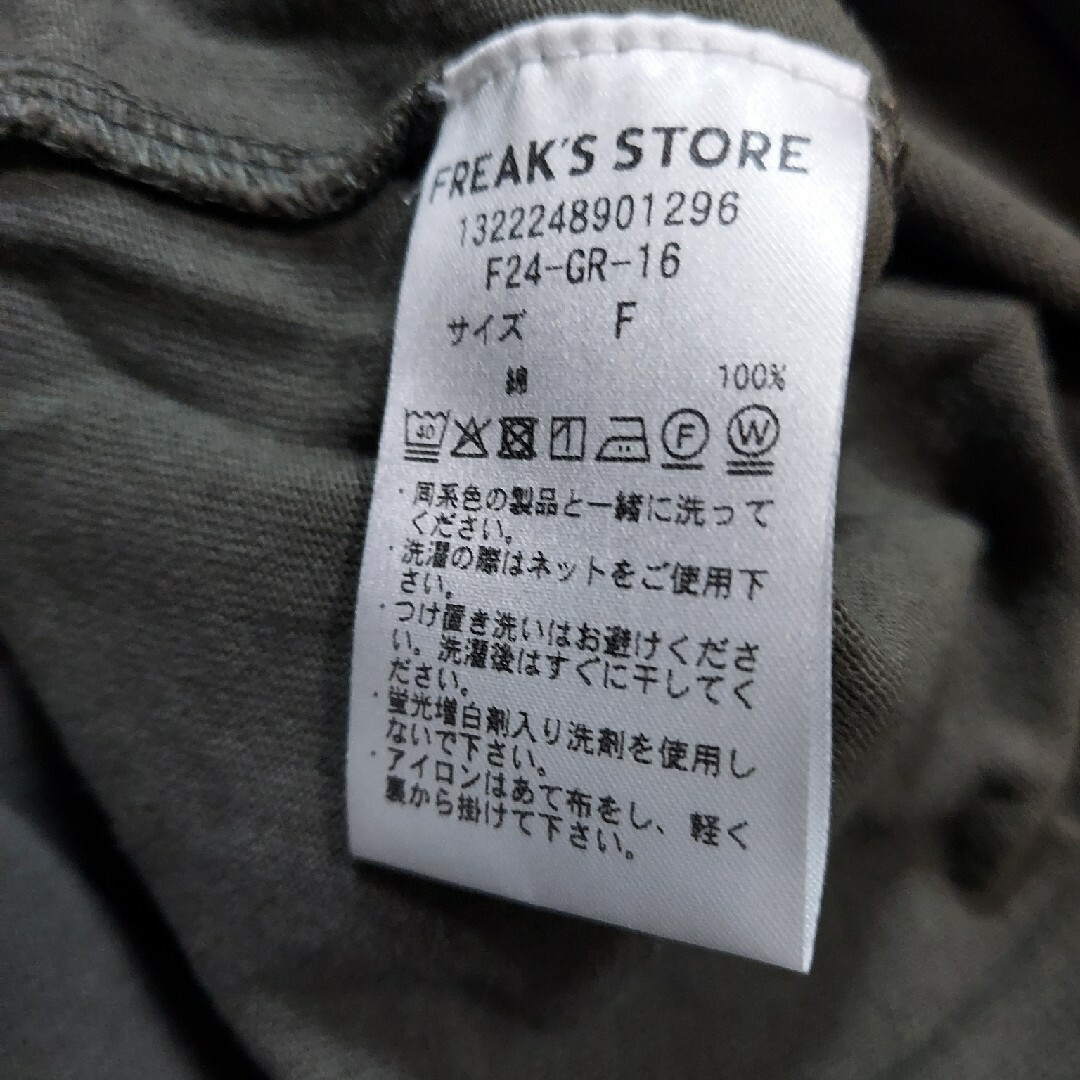 FREAK'S STORE
1322248901296
F24-GR-16
サイズ F
綿 100%
40 F W
・同系色の製品と一緒に洗って
ください。
・洗濯の際はネットをご使用下
さい。
・つけ置き洗いはお避けくださ
い。洗濯後はすぐに干してく
ださい。
・蛍光増白剤入り洗剤を使用し
ないで下さい。
・アイロンはあて布をし、軽く
裏から掛けて下さい。